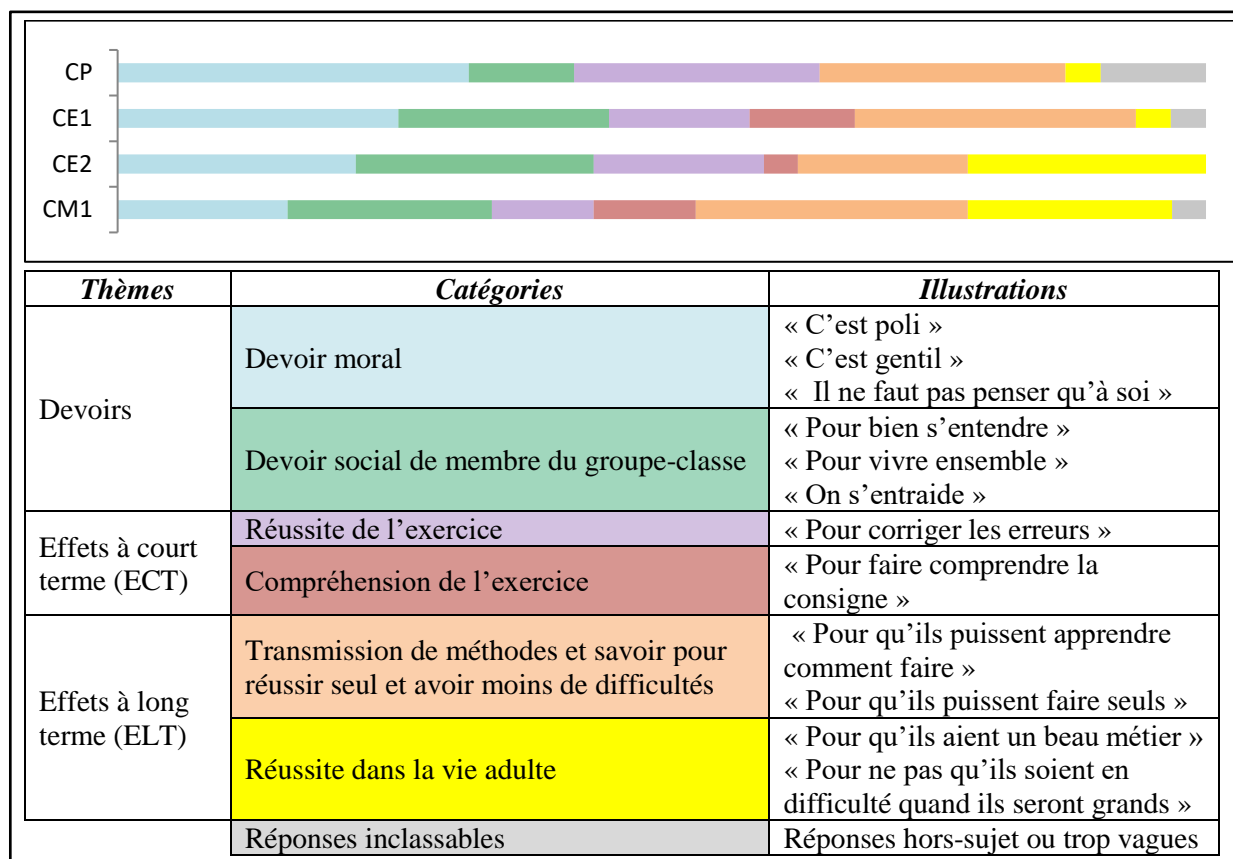 CP
CE1
CE2
CM1
Thèmes
Catégories
Illustrations
Devoirs
Devoir moral
« C’est poli »
« C’est gentil »
« Il ne faut pas penser qu’à soi »
Devoir social de membre du groupe-classe
« Pour bien s’entendre »
« Pour vivre ensemble »
« On s’entraide »
Effets à court
terme (ECT)
Réussite de l’exercice
« Pour corriger les erreurs »
Compréhension de l’exercice
« Pour faire comprendre la
consigne »
Effets à long
terme (ELT)
Transmission de méthodes et savoir pour
réussir seul et avoir moins de difficultés
« Pour qu’ils puissent apprendre
comment faire »
« Pour qu’ils puissent faire seuls »
Réussite dans la vie adulte
« Pour qu’ils aient un beau métier »
« Pour ne pas qu’ils soient en
difficulté quand ils seront grands »
Réponses inclassables
Réponses hors-sujet ou trop vagues